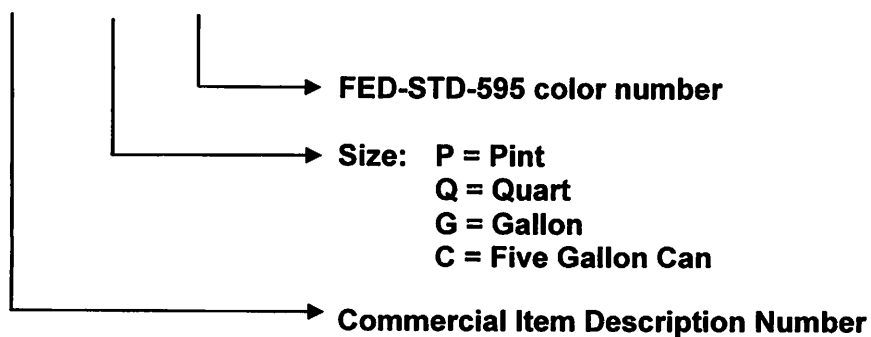 FED-STD-595 color number
Size: P = Pint
Q = Quart
G = Gallon
C = Five Gallon Can
Commercial Item Description Number